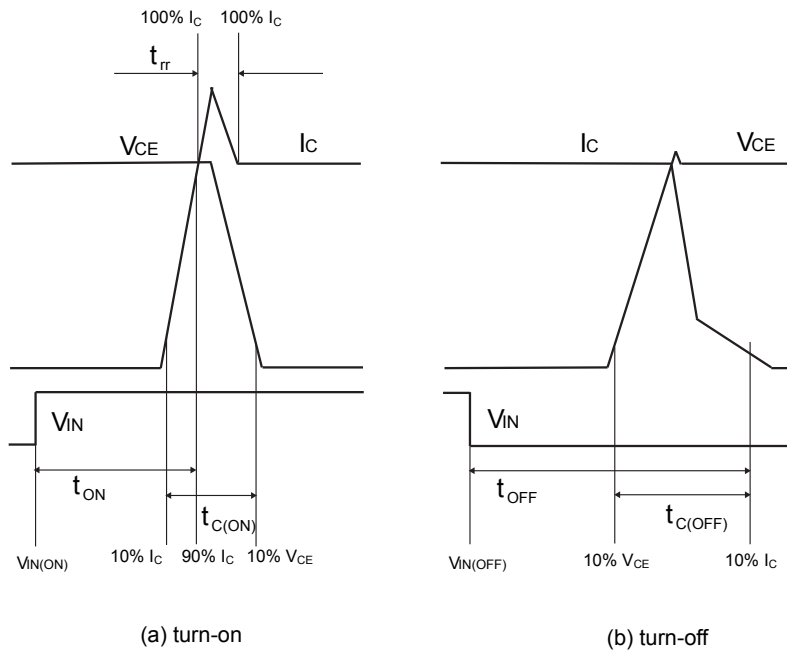 100% IC 100% IC
trr
VCE IC IC VCE
VIN VIN
tON tOFF
tC(ON) tC(OFF)
VIN(ON) 10% IC 90% IC 10% VCE VIN(OFF) 10% VCE 10% IC
(a) turn-on (b) turn-off